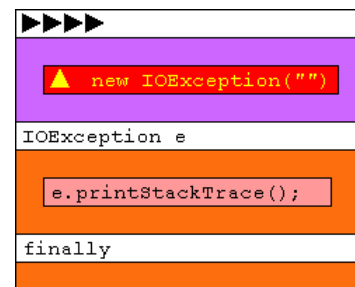 new IOException("")
IOException e
e.printStackTrace();
finally